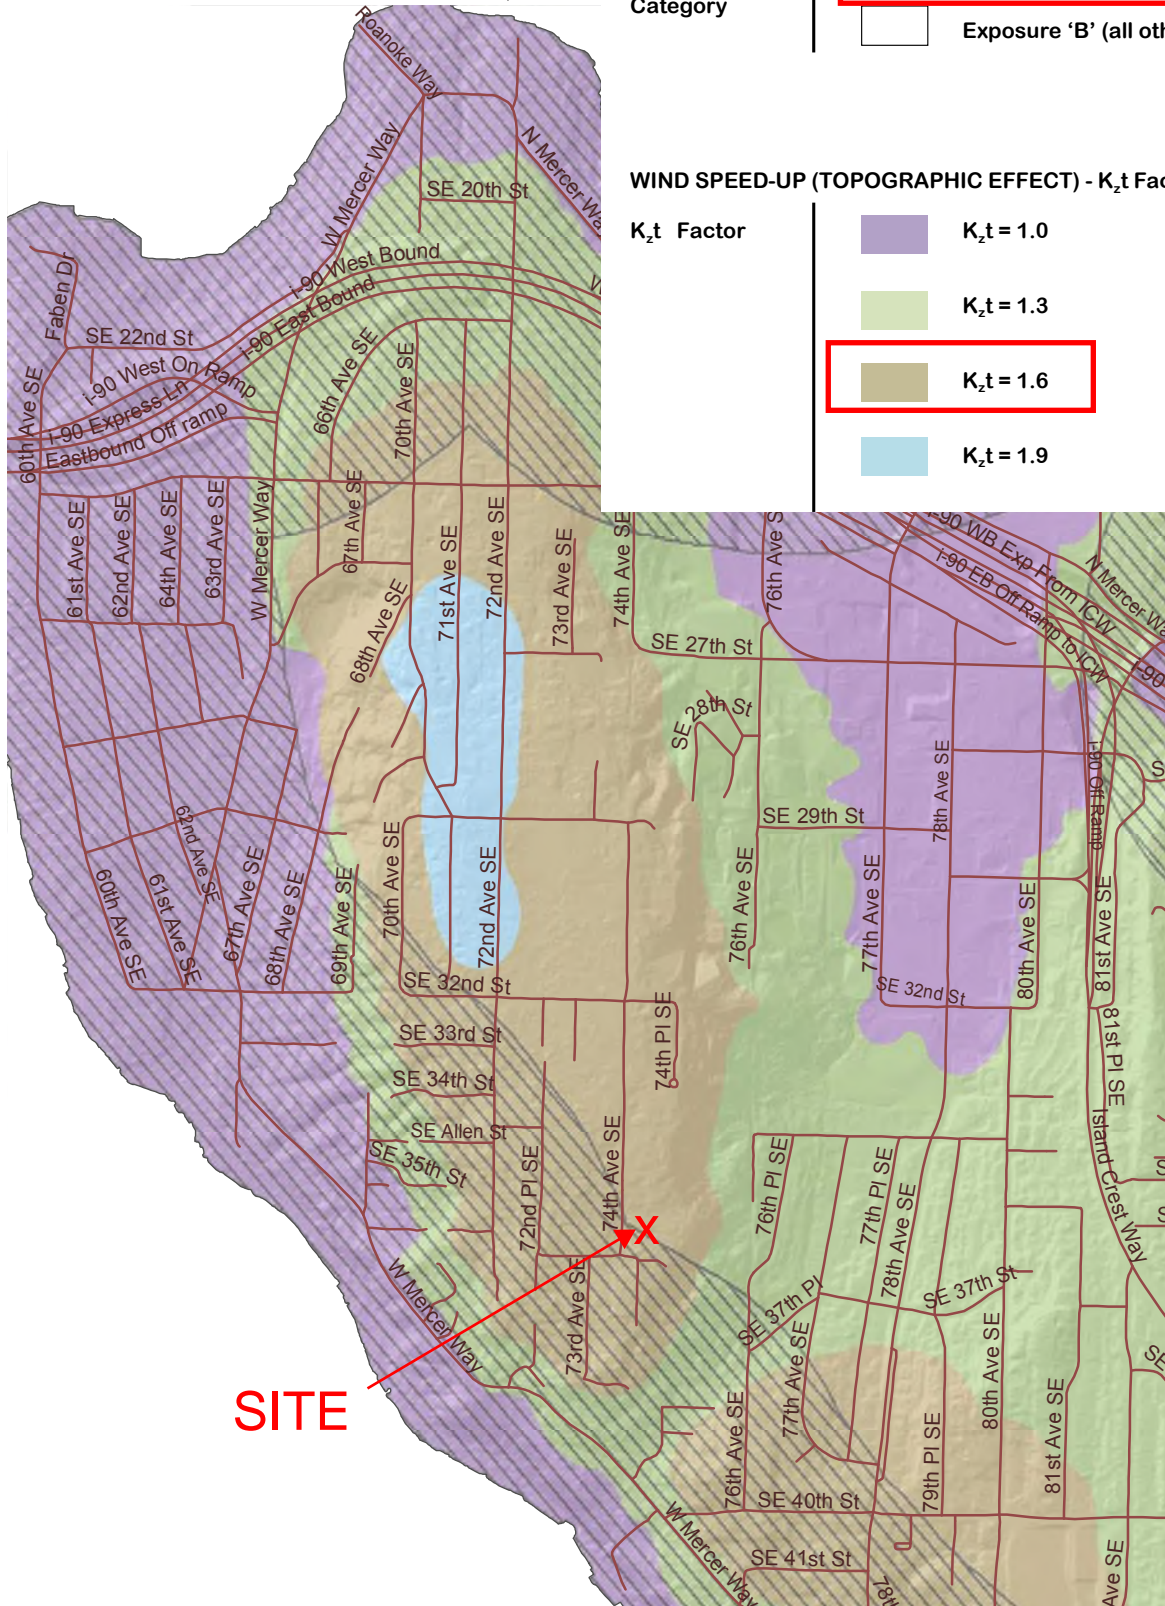 Category
Exposure ‘B’ (all oth
WIND SPEED-UP (TOPOGRAPHIC EFFECT) - Kzt Fac
Kzt Factor
Kzt = 1.0
Kzt = 1.3
Kzt = 1.6
Kzt = 1.9
Roanoke Way
W Mercer Way
N Mercer Wa
SE 20th St
i-90 West Bound
i-90 East Bound
W
Faben Dr
SE 22nd St
i-90 West On Ramp
i-90 Express Ln
Eastbound Off ramp
60th Ave SE
66th Ave SE
70th Ave SE
61st Ave SE
62nd Ave SE
64th Ave SE
63rd Ave SE
W Mercer Way
67th Ave SE
68th Ave SE
71st Ave SE
72nd Ave SE
73rd Ave SE
74th Ave SE
76th Ave S
i-90 WB Exp From ICW
i-90 EB Off Ramp to ICW
N Mercer Wa
i-90
SE 27th St
SE 28th St
i-90 Off Ramp
S
SE 29th St
78th Ave SE
62nd Ave SE
60th Ave SE
61st Ave SE
67th Ave SE
68th Ave SE
69th Ave SE
70th Ave SE
72nd Ave SE
76th Ave SE
77th Ave SE
80th Ave SE
81st Ave SE
SE 32nd St
SE 32nd St
SE 33rd St
74th Pl SE
81st Pl SE
SE 34th St
SE Allen St
SE 35th St
72nd Pl SE
74th Ave SE
76th Pl SE
77th Pl SE
78th Ave SE
Island Crest Way
S
S
X
W Mercer Way
73rd Ave SE
SE 37th Pl
SE 37th St
SITE
77th Ave SE
80th Ave SE
SE
76th Ave SE
79th Pl SE
81st Ave SE
SE 40th St
W Mercer Way
SE 41st St
78th
Ave SE